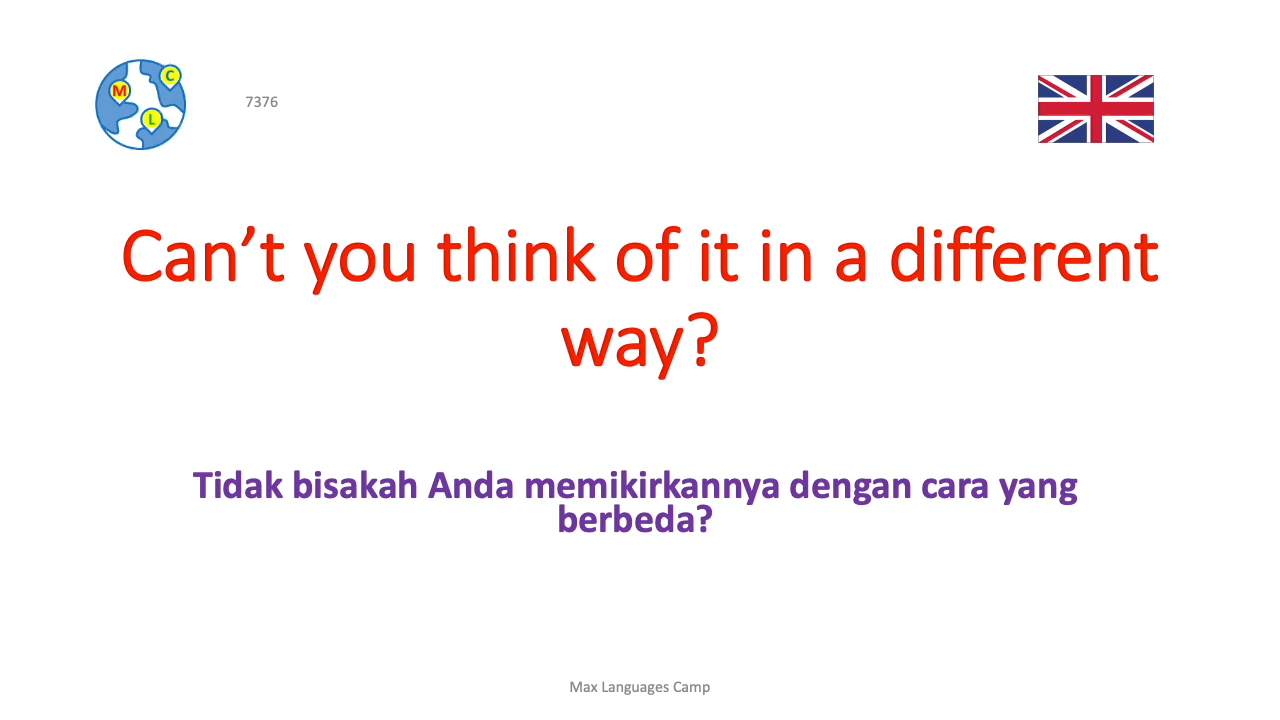 M
C
L
7376
Can’t you think of it in a different
way?
Tidak bisakah Anda memikirkannya dengan cara yang
berbeda?
Max Languages Camp